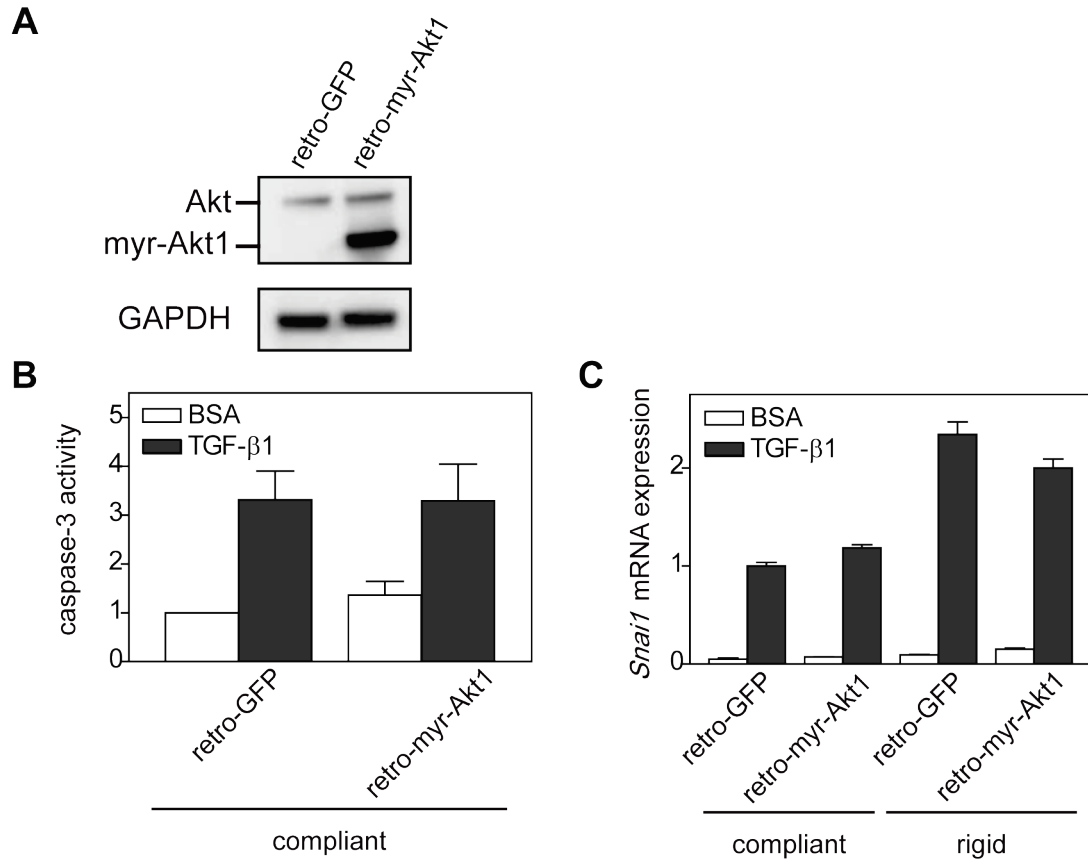 A
retro-GFP
retro-myr-Akt1
Akt
myr-Akt1
GAPDH
B
caspase-3 activity
5
4
3
2
1
0
BSA
TGF-β1
retro-GFP
retro-myr-Akt1
compliant
C
Snai1 mRNA expression
2
1
0
BSA
TGF-β1
retro-GFP
retro-myr-Akt1
retro-GFP
retro-myr-Akt1
compliant
rigid